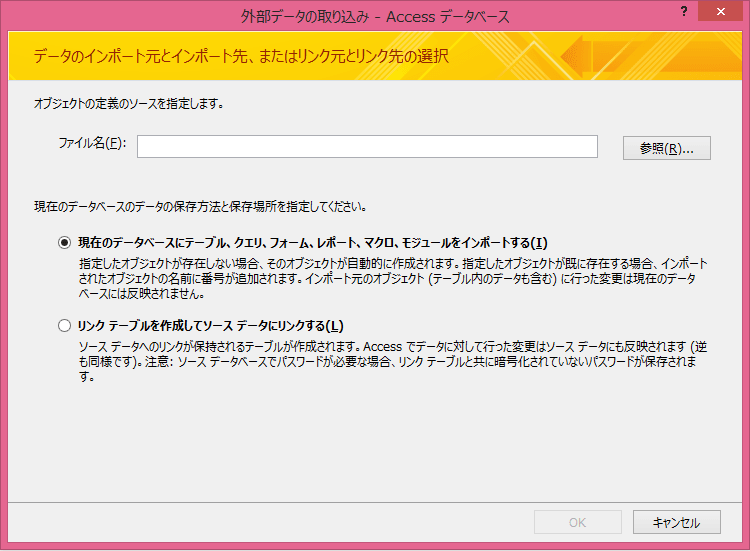 外部データの取り込み - Access データベース
?
データのインポート元とインポート先、またはリンク元とリンク先の選択
オブジェクトの定義のソースを指定します。
ファイル名(F):
参照(R)...
現在のデータベースのデータの保存方法と保存場所を指定してください。
現在のデータベースにテーブル、クエリ、フォーム、レポート、マクロ、モジュールをインポートする(I)
指定したオブジェクトが存在しない場合、そのオブジェクトが自動的に作成されます。指定したオブジェクトが既に存在する場合、インポート
されたオブジェクトの名前に番号が追加されます。インポート元のオブジェクト (テーブル内のデータも含む) に行った変更は現在のデータ
ベースには反映されません。
リンク テーブルを作成してソース データにリンクする(L)
ソース データへのリンクが保持されるテーブルが作成されます。Access でデータに対して行った変更はソース データにも反映されます (逆
も同様です)。注意: ソース データベースでパスワードが必要な場合、リンク テーブルと共に暗号化されていないパスワードが保存されま
す。
OK
キャンセル